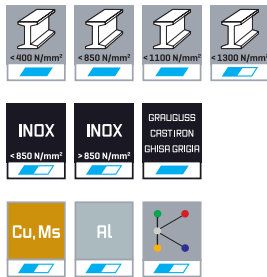 <400 N/mm²
<850 N/mm²
<1100 N/mm²
<1300 N/mm²
INOX
<850 N/mm²
INOX
>850 N/mm²
GRAUGUSS
CAST IRON
GHISA GRIGIA
Cu, Ms
Al